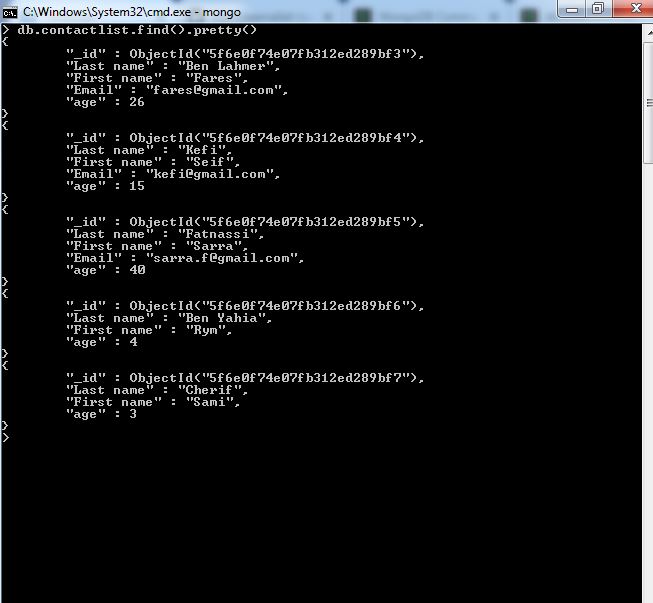 C:\Windows\System32\cmd.exe - mongo
> db.contactlist.find().pretty()
{
"_id" : ObjectId("5f6e0f74e07fb312ed289bf3"),
"Last name" : "Ben Lahmer",
"First name" : "Fares",
"Email" : "fares@gmail.com",
"age" : 26
}
{
"_id" : ObjectId("5f6e0f74e07fb312ed289bf4"),
"Last name" : "Kefi",
"First name" : "Seif",
"Email" : "kefi@gmail.com",
"age" : 15
}
{
"_id" : ObjectId("5f6e0f74e07fb312ed289bf5"),
"Last name" : "Fatnassi",
"First name" : "Sarra",
"Email" : "sarra.f@gmail.com",
"age" : 40
}
{
"_id" : ObjectId("5f6e0f74e07fb312ed289bf6"),
"Last name" : "Ben Yahia",
"First name" : "Rym",
"age" : 4
}
{
"_id" : ObjectId("5f6e0f74e07fb312ed289bf7"),
"Last name" : "Cherif",
"First name" : "Sami",
"age" : 3
}
>